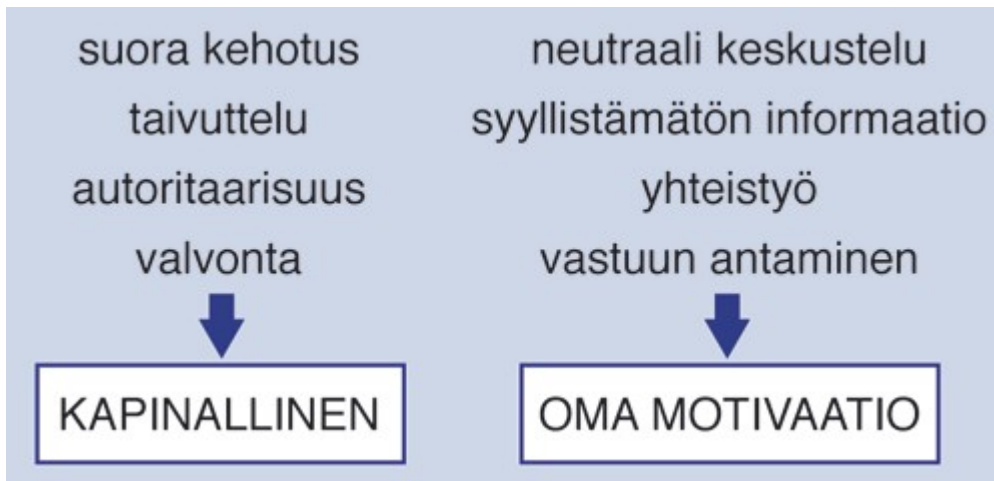 suora kehotus
taivuttelu
autoritaarisuus
valvonta
KAPINALLINEN
neutraali keskustelu
syyllistämätön informaatio
yhteistyö
vastuun antaminen
OMA MOTIVAATIO